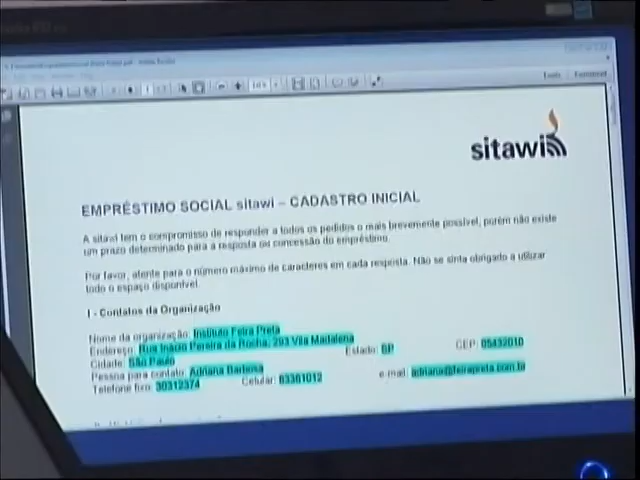 sitawi
EMPRÉSTIMO SOCIAL sitawi – CADASTRO INICIAL
A sitawi tem o compromisso de responder a todos os pedidos o mais brevemente possível, porém não existe
um prazo determinado para a resposta ou concessão do empréstimo.
Por favor, atente para o número máximo de caracteres em cada resposta. Não se sinta obrigado a utilizar
todo o espaço disponível.
I - Contatos da Organização
Nome da organização: Instituto Feira Preta
Endereço: Rua Inácio Pereira da Rocha, 293 Vila Madalena
Cidade: São Paulo Estado: SP CEP: 05432010
Pessoa para contato: Adriana Barbosa
Telefone fixo: 30312374 Celular: 83361012 e-mail: adriana@feirapreta.com.br